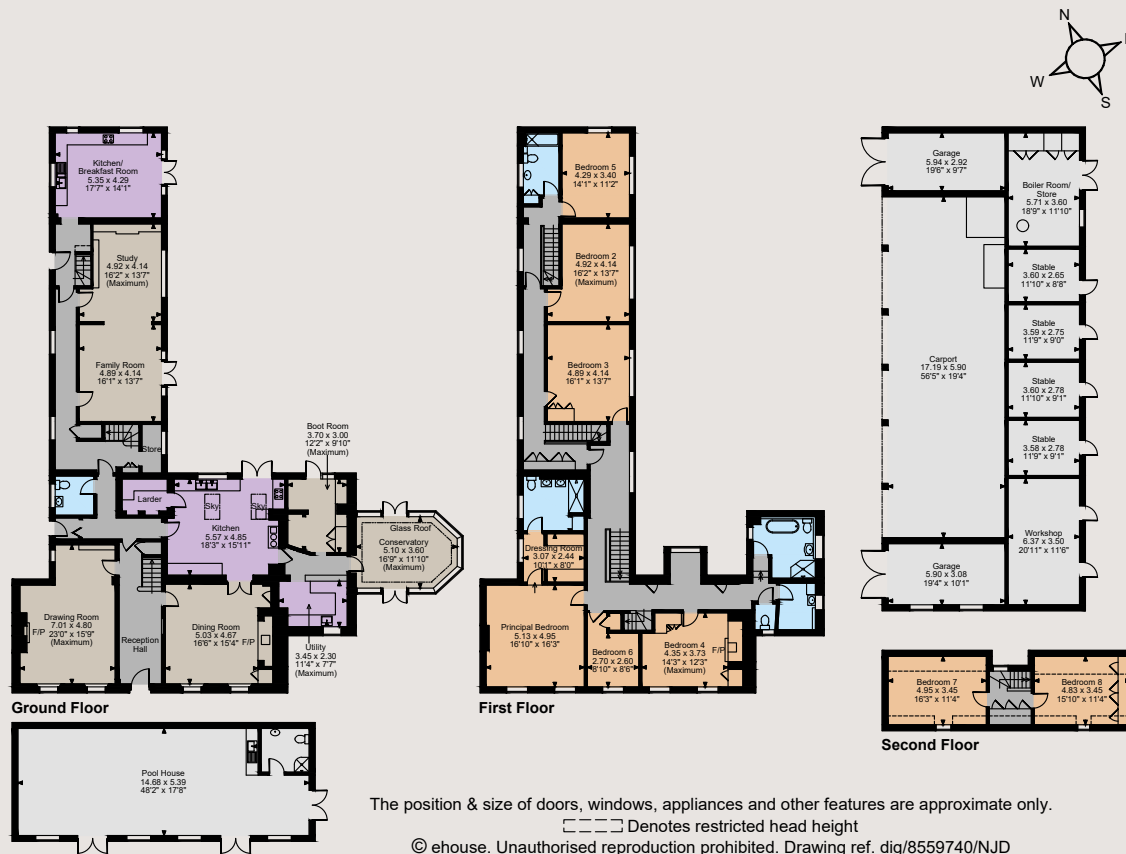 N
W
S
Kitchen/
Breakfast Room
5.35 x 4.29
17'7" x 14'1"
Study
4.92 x 4.14
16'2" x 13'7"
(Maximum)
Family Room
4.89 x 4.14
16'1" x 13'7"
Store
Boot Room
3.70 x 3.00
12'2" x 9'10"
(Maximum)
Larder
Sky
Sky
Kitchen
5.57 x 4.85
18'3" x 15'11"
Glass Roof
Conservatory
5.10 x 3.60
16'9" x 11'10"
(Maximum)
Drawing Room
7.01 x 4.80
23'0" x 15'9"
(Maximum)
F/P
Reception
Hall
Dining Room
5.03 x 4.67
16'6" x 15'4"
F/P
Utility
3.45 x 2.30
11'4" x 7'7"
(Maximum)
Ground Floor
Pool House
14.68 x 5.39
48'2" x 17'8"
Bedroom 5
4.29 x 3.40
14'1" x 11'2"
Bedroom 2
4.92 x 4.14
16'2" x 13'7"
(Maximum)
Bedroom 3
4.89 x 4.14
16'1" x 13'7"
Dressing Room
3.07 x 2.44
10'1" x 8'0"
Principal Bedroom
5.13 x 4.95
16'10" x 16'3"
Bedroom 6
2.70 x 2.60
8'10" x 8'6"
Bedroom 4
4.35 x 3.73
14'3" x 12'3"
(Maximum)
F/P
First Floor
Garage
5.94 x 2.92
19'6" x 9'7"
Boiler Room/
Store
5.71 x 3.60
18'9" x 11'10"
Stable
3.60 x 2.65
11'10" x 8'8"
Stable
3.59 x 2.75
11'9" x 9'0"
Carport
17.19 x 5.90
56'5" x 19'4"
Stable
3.60 x 2.78
11'10" x 9'1"
Stable
3.58 x 2.78
11'9" x 9'1"
Workshop
6.37 x 3.50
20'11" x 11'6"
Garage
5.90 x 3.08
19'4" x 10'1"
Bedroom 7
4.95 x 3.45
16'3" x 11'4"
Bedroom 8
4.83 x 3.45
15'10" x 11'4"
Second Floor
The position & size of doors, windows, appliances and other features are approximate only.
Denotes restricted head height
© ehouse. Unauthorised reproduction prohibited. Drawing ref. dig/8559740/NJD